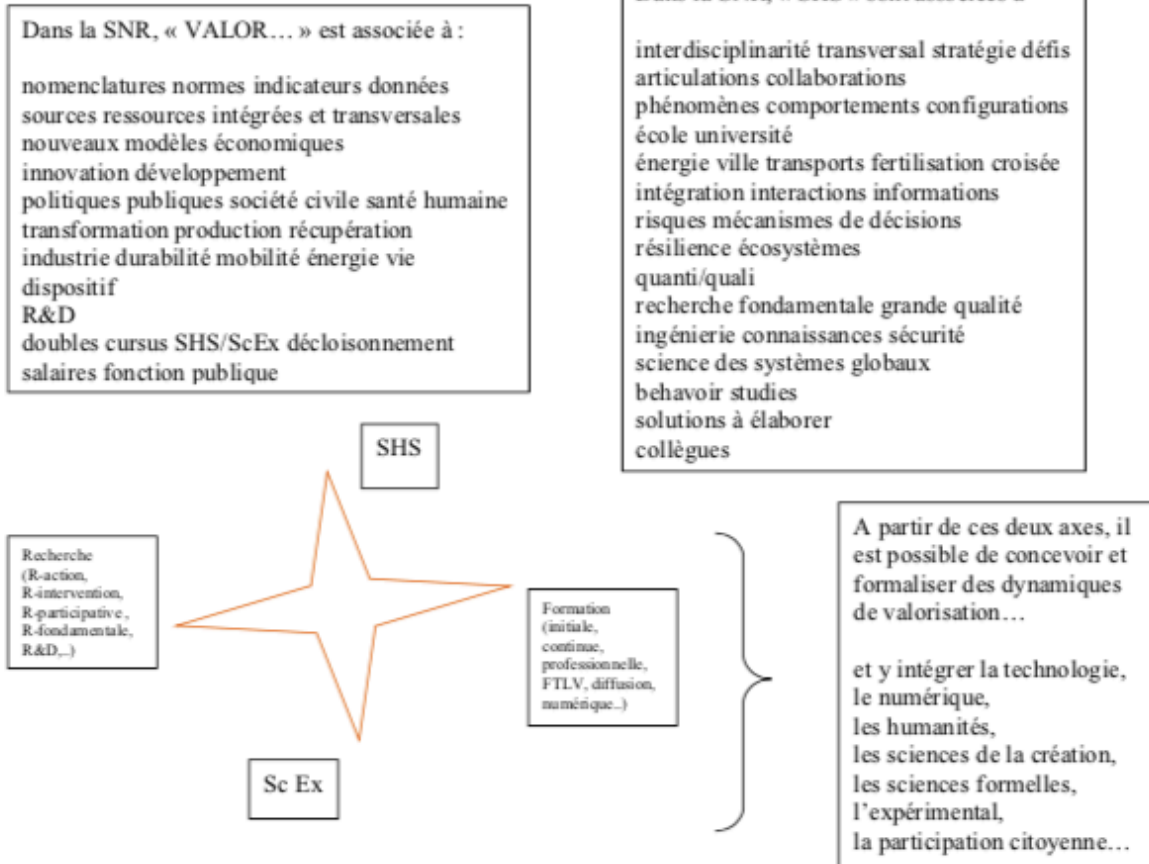 Dans la SNR, « VALOR… » est associée à :
nomenclatures normes indicateurs données
sources ressources intégrées et transversales
nouveaux modèles économiques
innovation développement
politiques publiques société civile santé humaine
transformation production récupération
industrie durabilité mobilité énergie vie
dispositif
R&D
doubles cursus SHS/ScEx décloisonnement
salaires fonction publique
interdisciplinarité transversal stratégie défis
articulations collaborations
phénomènes comportements configurations
école université
énergie ville transports fertilisation croisée
intégration interactions informations
risques mécanismes de décisions
résilience écosystèmes
quanti/quali
recherche fondamentale grande qualité
ingénierie connaissances sécurité
science des systèmes globaux
behavoir studies
solutions à élaborer
collègues
SHS
Recherche
(R-action,
R-intervention,
R-participative,
R-fondamentale,
R&D,..)
Formation
(initiale,
continue,
professionnelle,
FTLV, diffusion,
numérique..)
Sc Ex
A partir de ces deux axes, il
est possible de concevoir et
formaliser des dynamiques
de valorisation…
et y intégrer la technologie,
le numérique,
les humanités,
les sciences de la création,
les sciences formelles,
l'expérimental,
la participation citoyenne…